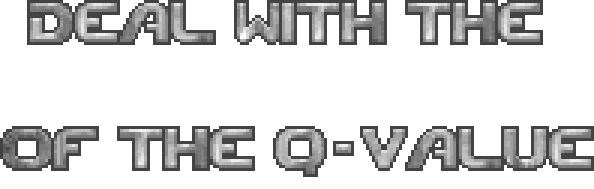 DEAL WITH THE
OF THE Q-VALUE